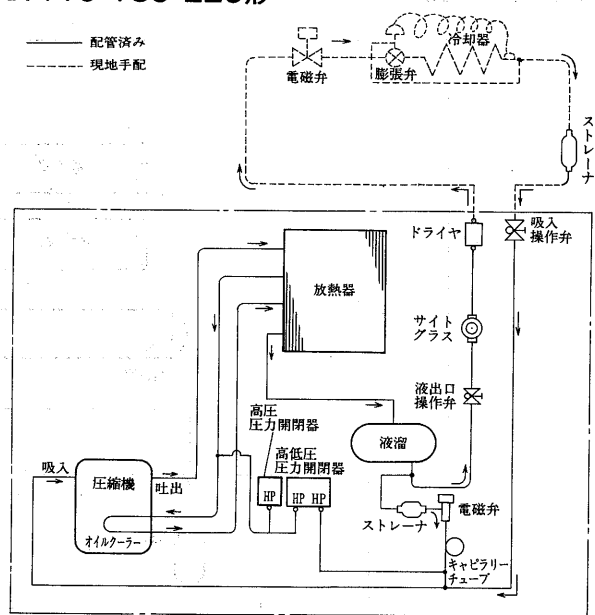 配管済み
現地手配
電磁弁
膨張弁
冷却器
ストレーナ
ドライヤ
吸入
操作弁
放熱器
サイト
グラス
液出口
操作弁
高圧
圧力開閉器
高低圧
圧力開閉器
液溜
吸入
圧縮機
吐出
オイルクーラー
HP
HP HP
ストレーナ
電磁弁
キャピラリー
チューブ